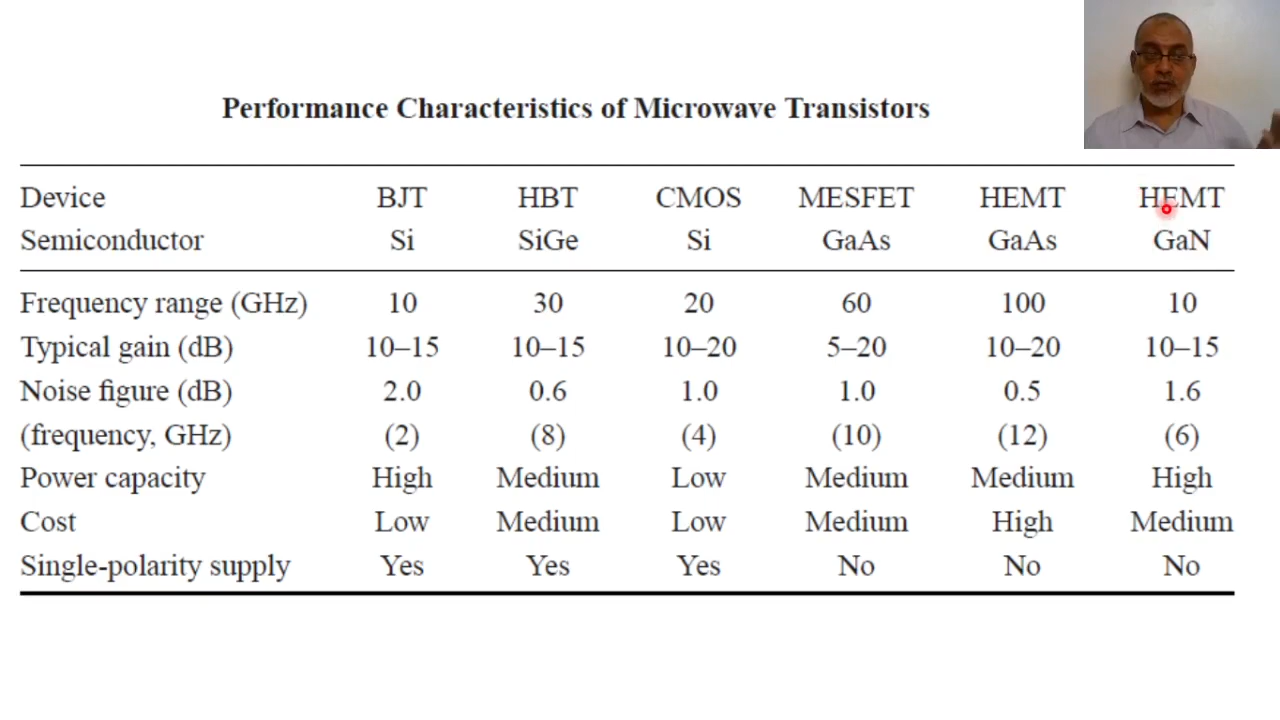 Performance Characteristics of Microwave Transistors
Device BJT HBT CMOS MESFET HEMT HEMT
Semiconductor Si SiGe Si GaAs GaAs GaN
Frequency range (GHz) 10 30 20 60 100 10
Typical gain (dB) 10–15 10–15 10–20 5–20 10–20 10–15
Noise figure (dB) 2.0 0.6 1.0 1.0 0.5 1.6
(frequency, GHz) (2) (8) (4) (10) (12) (6)
Power capacity High Medium Low Medium Medium High
Cost Low Medium Low Medium High Medium
Single-polarity supply Yes Yes Yes No No No